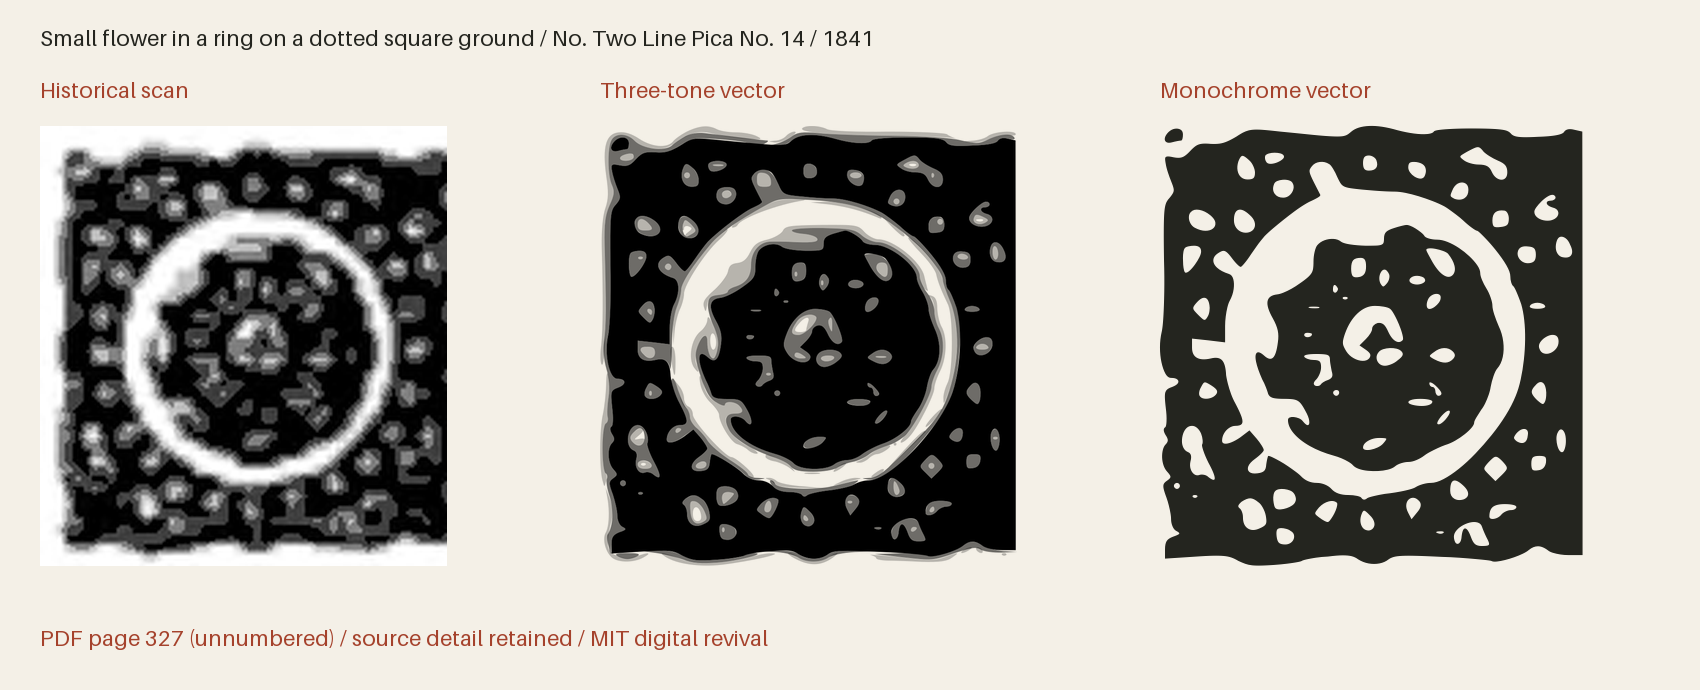 Small flower in a ring on a dotted square ground / No. Two Line Pica No. 14 / 1841
Historical scan
Three-tone vector
Monochrome vector
PDF page 327 (unnumbered) / source detail retained / MIT digital revival